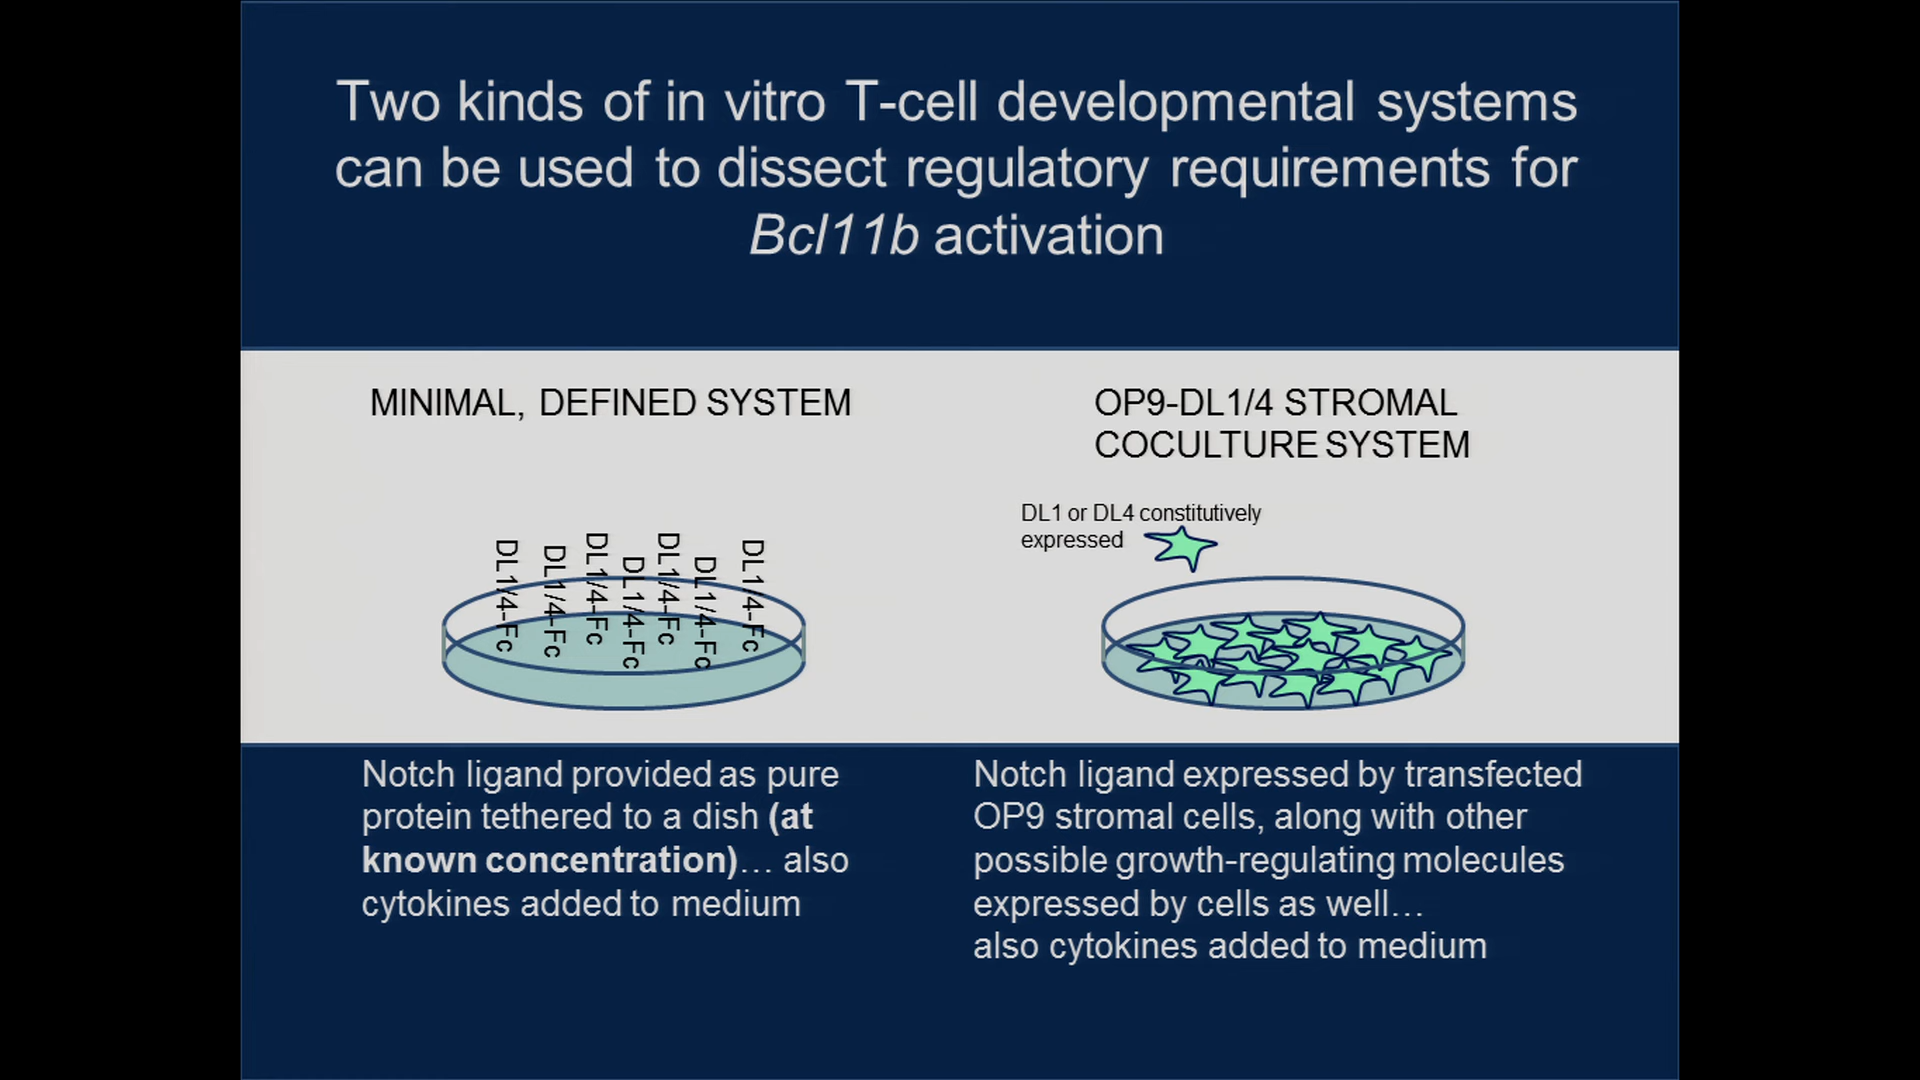 Two kinds of in vitro T-cell developmental systems
can be used to dissect regulatory requirements for
Bcl11b activation
MINIMAL, DEFINED SYSTEM
DL1/4-Fc
DL1/4-Fc
DL1/4-Fc
DL1/4-Fc
DL1/4-Fc
DL1/4-Fc
DL1/4-Fc
Notch ligand provided as pure
protein tethered to a dish (at
known concentration)… also
cytokines added to medium
OP9-DL1/4 STROMAL
COCULTURE SYSTEM
DL1 or DL4 constitutively
expressed
Notch ligand expressed by transfected
OP9 stromal cells, along with other
possible growth-regulating molecules
expressed by cells as well…
also cytokines added to medium